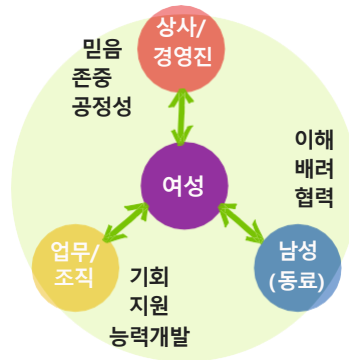 상사/
경영진
믿음
존중
공정성
이해
배려
협력
여성
업무/
조직
남성
(동료)
기회
지원
능력개발